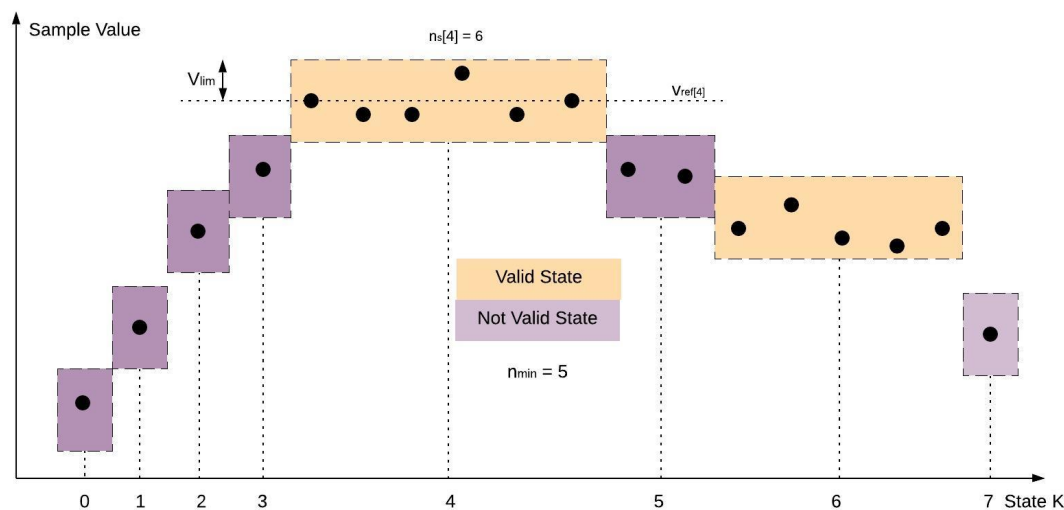 Sample Value
ns[4] = 6
Vlim
vref[4]
Valid State
Not Valid State
nmin = 5
0 1 2 3 4 5 6 7 State K